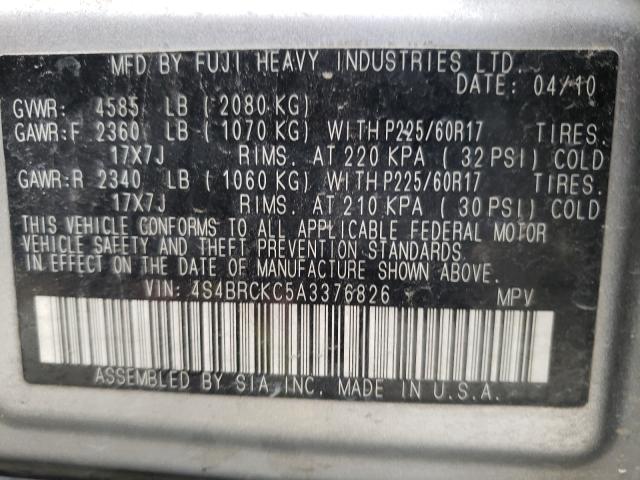 MFD BY FUJI HEAVY INDUSTRIES LTD.
DATE: 04/10
GVWR: 4585 LB (2080 KG)
GAWR:F 2360 LB (1070 KG) WITH P225/60R17 TIRES.
17X7J RIMS. AT 220 KPA (32 PSI) COLD
GAWR:R 2340 LB (1060 KG) WITH P225/60R17 TIRES.
17X7J RIMS. AT 210 KPA (30 PSI) COLD
THIS VEHICLE CONFORMS TO ALL APPLICABLE FEDERAL MOTOR
VEHICLE SAFETY AND THEFT PREVENTION STANDARDS
IN EFFECT ON THE DATE OF MANUFACTURE SHOWN ABOVE.
VIN: 4S4BRCKC5A3376826 MPV
ASSEMBLED BY SIA, INC. MADE IN U.S.A.